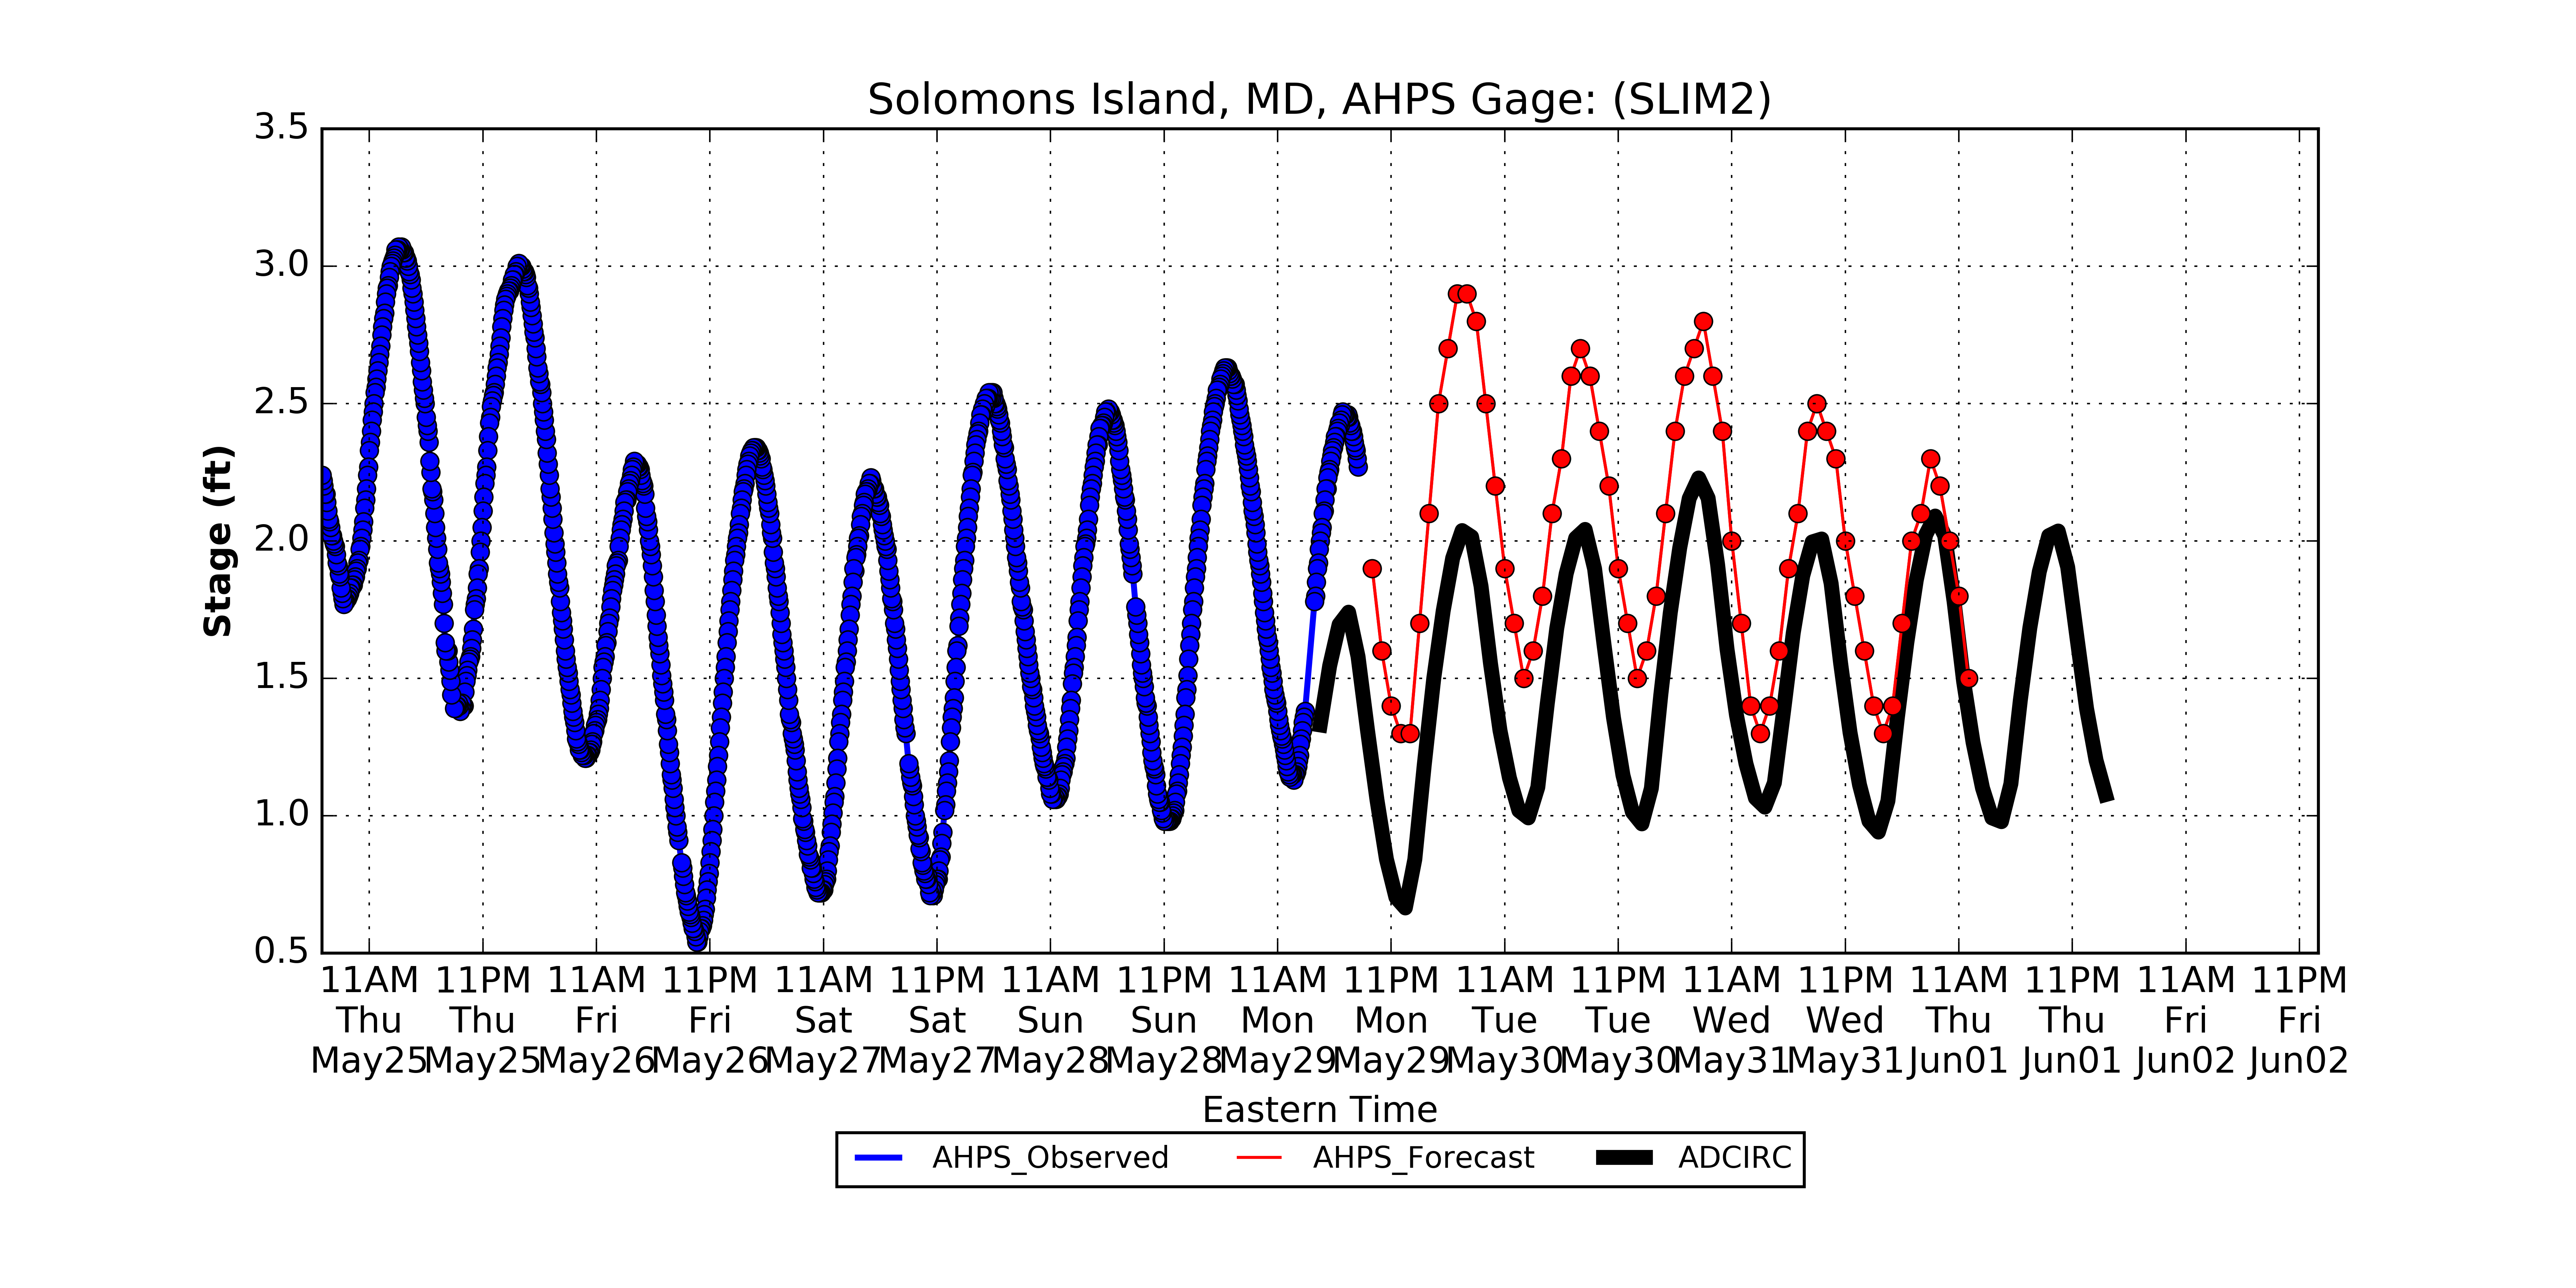 Solomons Island, MD, AHPS Gage: (SLIM2)
Stage (ft)
3.5
3.0
2.5
2.0
1.5
1.0
0.5
11AM 11PM 11AM 11PM 11AM 11PM 11AM 11PM 11AM 11PM 11AM 11PM 11AM 11PM 11AM 11PM 11AM 11PM
Thu Thu Fri Fri Sat Sat Sun Sun Mon Mon Tue Tue Wed Wed Thu Thu Fri Fri
May25 May25 May26 May26 May27 May27 May28 May28 May29 May29 May30 May30 May31 May31 Jun01 Jun01 Jun02 Jun02
Eastern Time
AHPS_Observed AHPS_Forecast ADCIRC